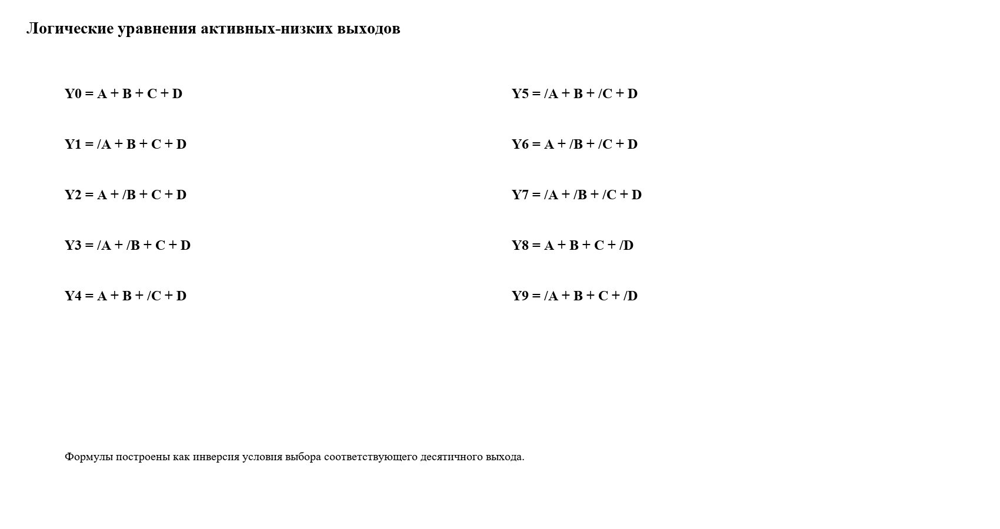 Логические уравнения активных-низких выходов
Y0 = A + B + C + D
Y1 = /A + B + C + D
Y2 = A + /B + C + D
Y3 = /A + /B + C + D
Y4 = A + B + /C + D
Y5 = /A + B + /C + D
Y6 = A + /B + /C + D
Y7 = /A + /B + /C + D
Y8 = A + B + C + /D
Y9 = /A + B + C + /D
Формулы построены как инверсия условия выбора соответствующего десятичного выхода.